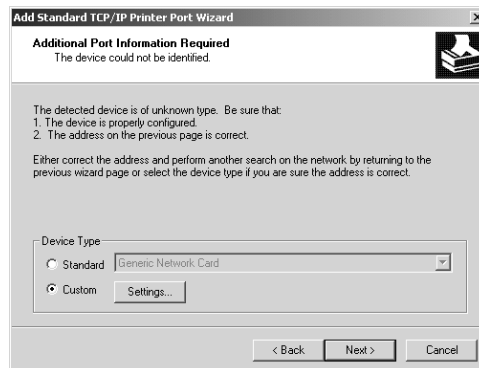 Add Standard TCP/IP Printer Port Wizard
Additional Port Information Required
The device could not be identified.
The detected device is of unknown type. Be sure that:
1. The device is properly configured.
2. The address on the previous page is correct.
Either correct the address and perform another search on the network by returning to the
previous wizard page or select the device type if you are sure the address is correct.
Device Type
Standard Generic Network Card
Custom Settings...
< Back Next > Cancel